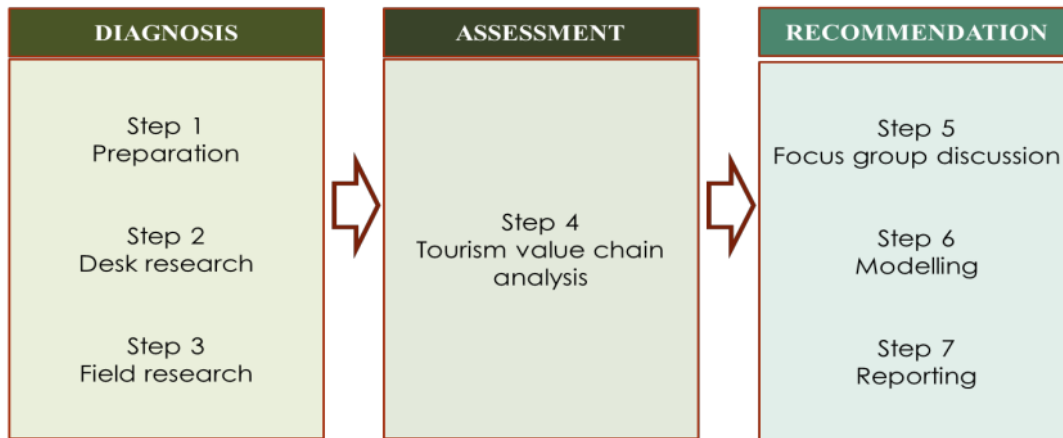 DIAGNOSIS
Step 1
Preparation
Step 2
Desk research
Step 3
Field research
ASSESSMENT
Step 4
Tourism value chain
analysis
RECOMMENDATION
Step 5
Focus group discussion
Step 6
Modelling
Step 7
Reporting